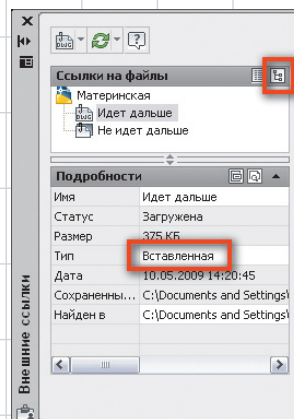 Ссылки на файлы
Материнская
Идет дальше
Не идет дальше
Подробности
Имя Идет дальше
Статус Загружена
Размер 375 КБ
Тип Вставленная
Дата 10.05.2009 14:20:45
Сохраненны... C:\Documents and Settings\
Найден в C:\Documents and Settings\
Внешние ссылки